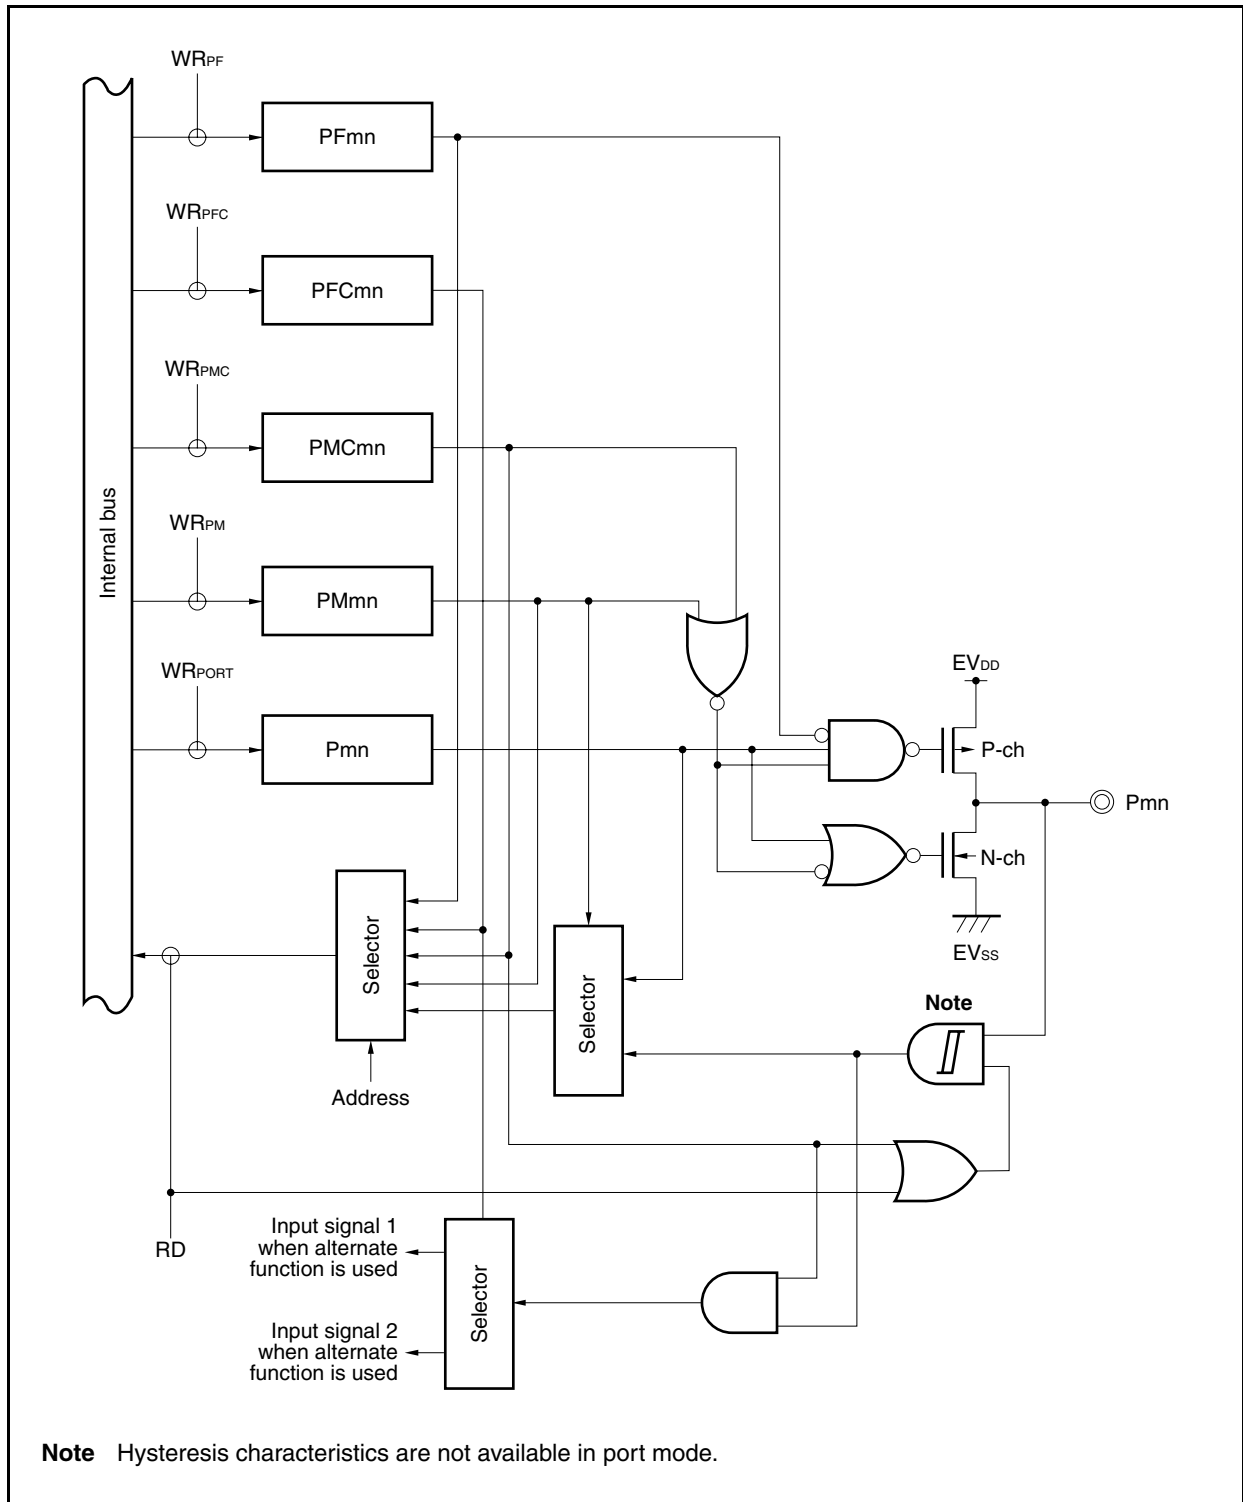 WRPF
PFmn
WRPFC
PFCmn
WRPMC
PMCmn
Internal bus
WRPM
PMmn
WRPORT
Pmn
EVDD
P-ch
Pmn
N-ch
EVSS
Selector
Selector
Note
Address
RD
Input signal 1
when alternate
function is used
Selector
Input signal 2
when alternate
function is used
Note Hysteresis characteristics are not available in port mode.